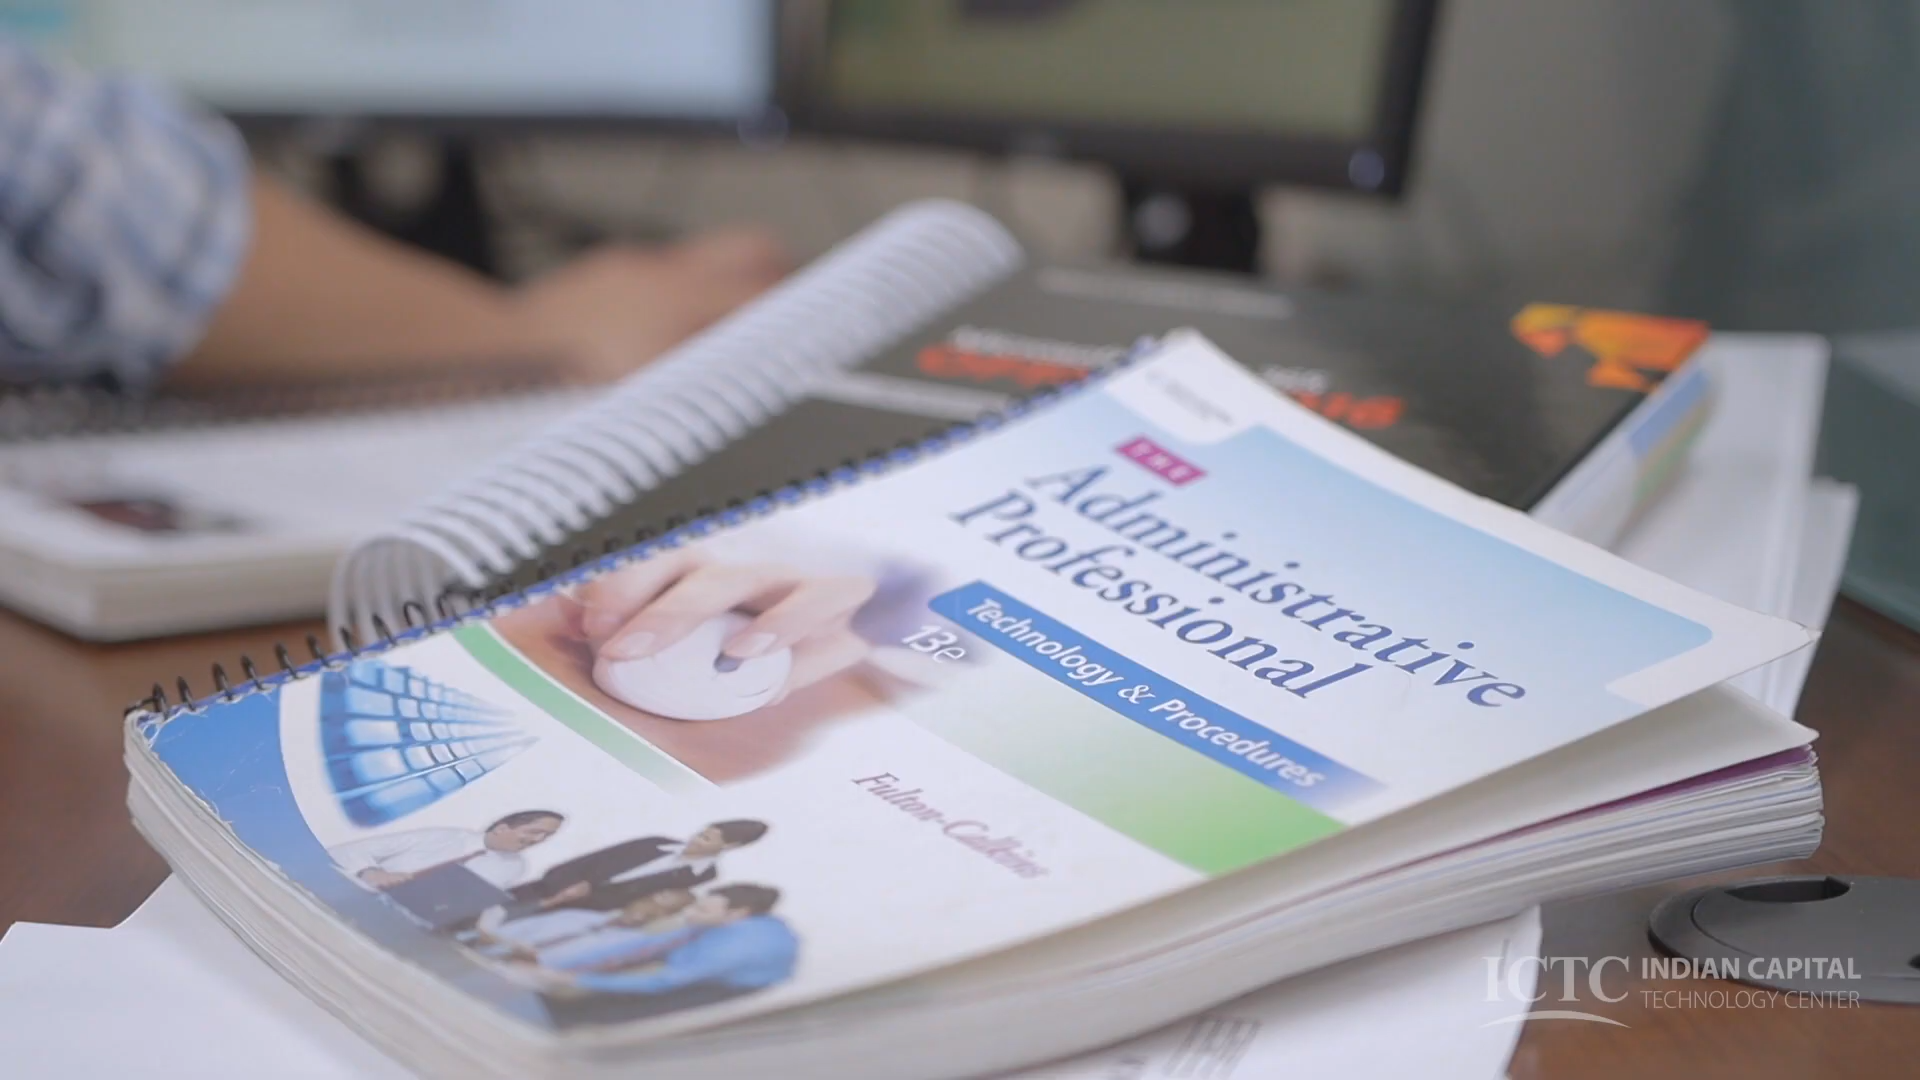 THE
Administrative
Professional
Technology & Procedures
13e
Fulton-Calkins
ICTC INDIAN CAPITAL
TECHNOLOGY CENTER